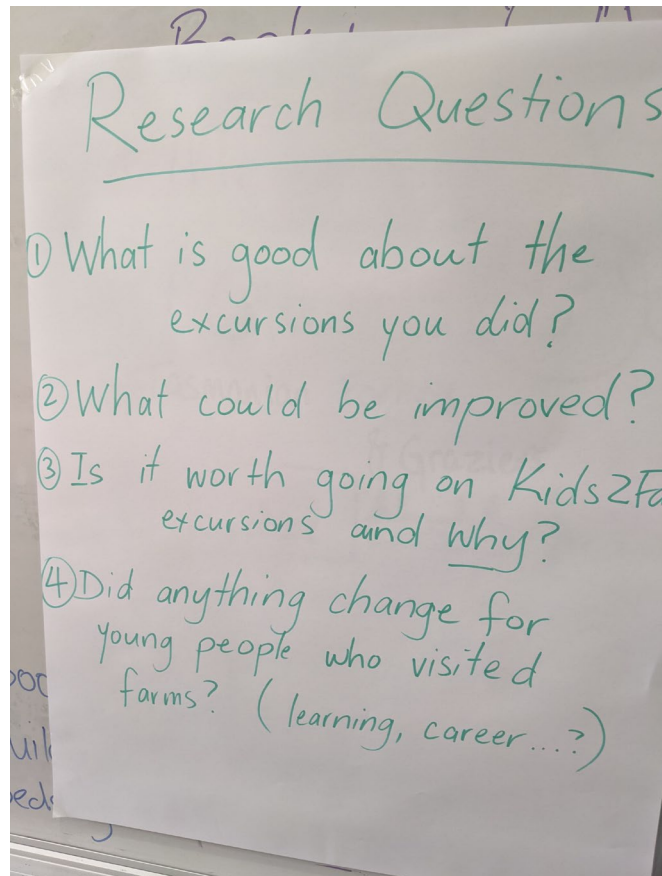 Research Questions
① What is good about the
excursions you did?
② What could be improved?
③ Is it worth going on Kids2Fa
excursions and why?
④ Did anything change for
young people who visited
farms? (learning, career...?)